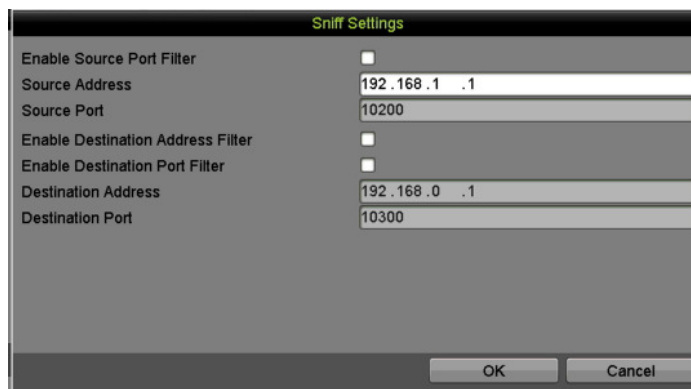 Sniff Settings
Enable Source Port Filter
Source Address 192 .168 .1 .1
Source Port 10200
Enable Destination Address Filter
Enable Destination Port Filter
Destination Address 192 .168 .0 .1
Destination Port 10300
OK Cancel